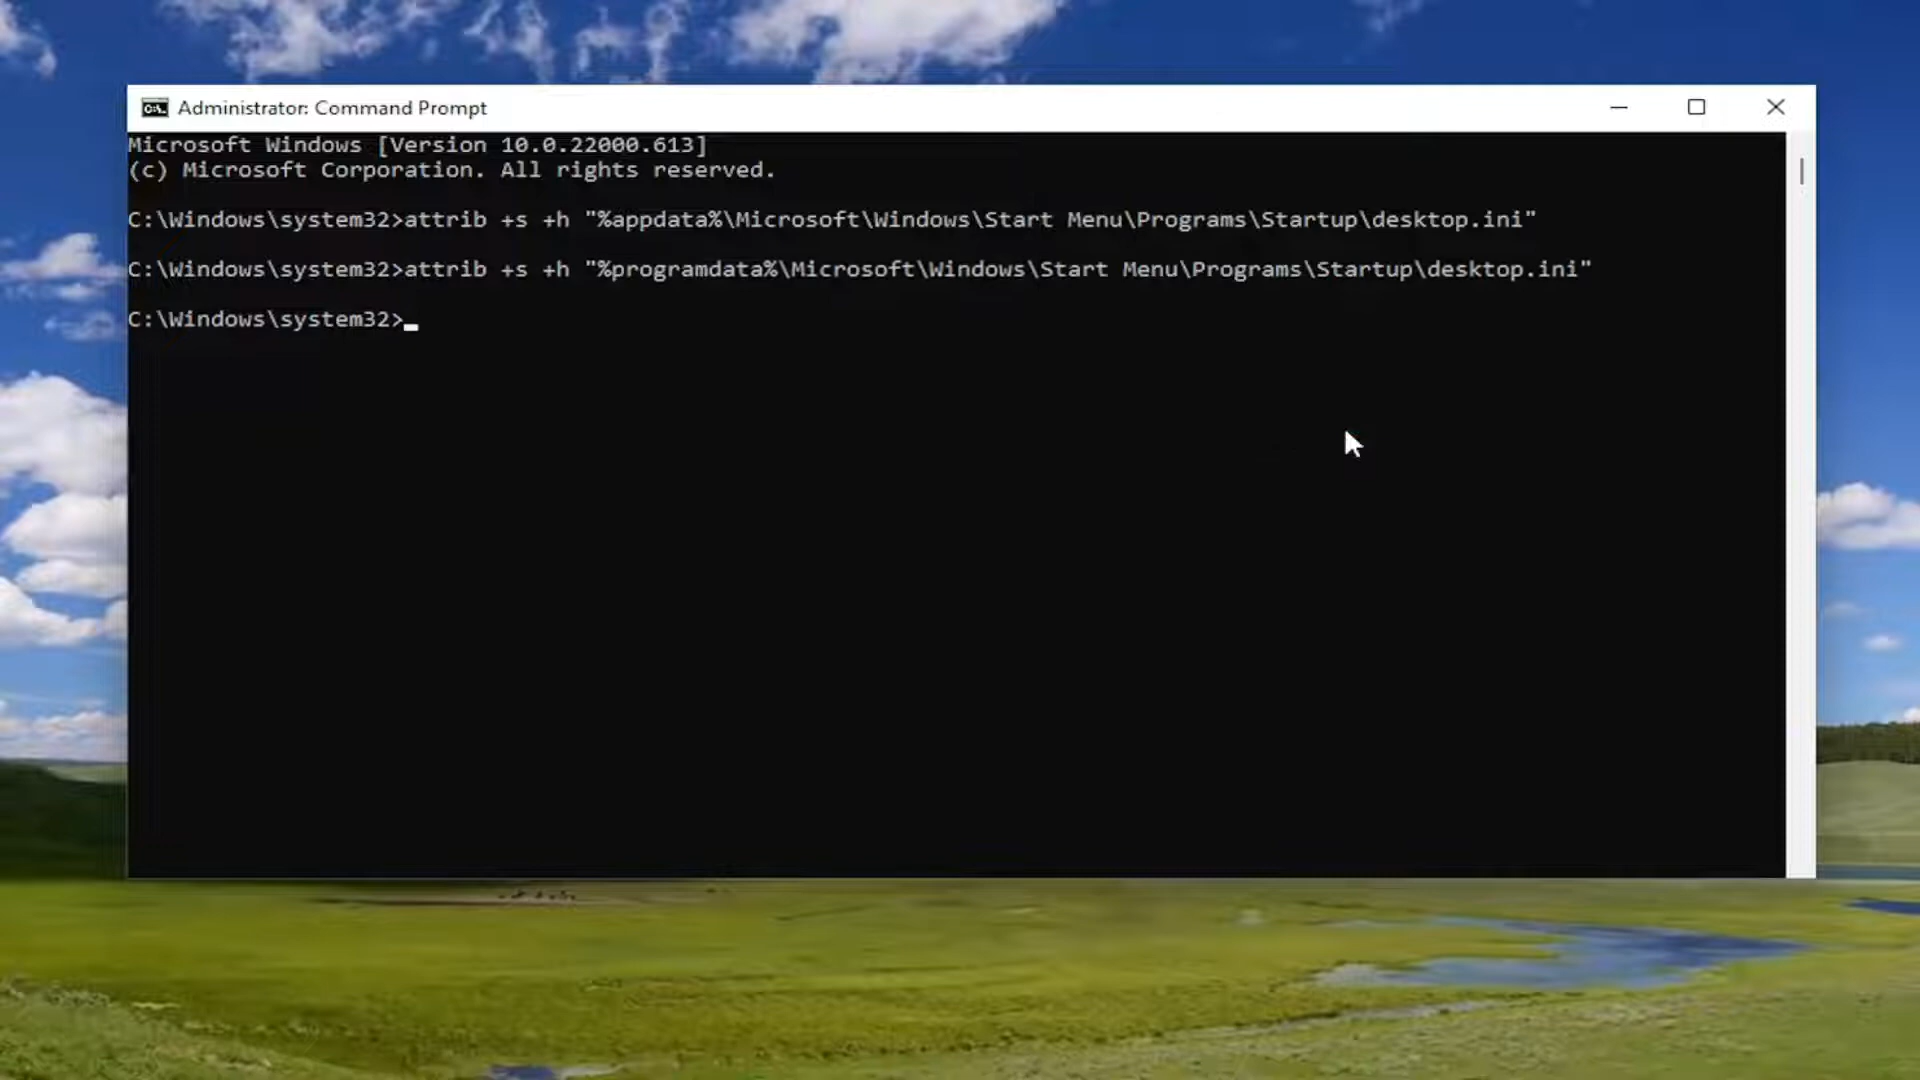 Administrator: Command Prompt
Microsoft Windows [Version 10.0.22000.613]
(c) Microsoft Corporation. All rights reserved.
C:\Windows\system32>attrib +s +h "%appdata%\Microsoft\Windows\Start Menu\Programs\Startup\desktop.ini"
C:\Windows\system32>attrib +s +h "%programdata%\Microsoft\Windows\Start Menu\Programs\Startup\desktop.ini"
C:\Windows\system32>